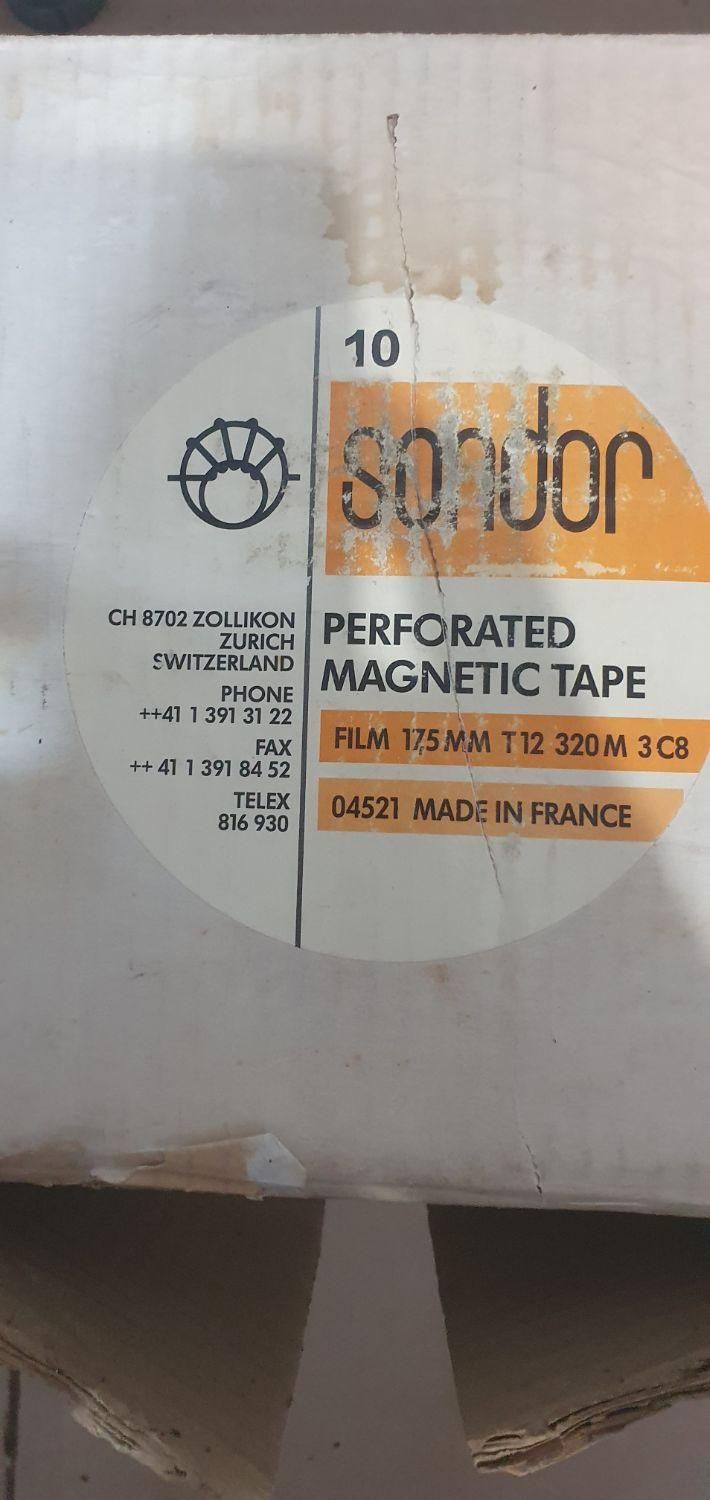 10
sondor
CH 8702 ZOLLIKON
ZURICH
SWITZERLAND
PHONE
++41 1 391 31 22
FAX
++ 41 1 391 84 52
TELEX
816 930
PERFORATED
MAGNETIC TAPE
FILM 17,5 MM T 12 320 M 3 C8
04521 MADE IN FRANCE